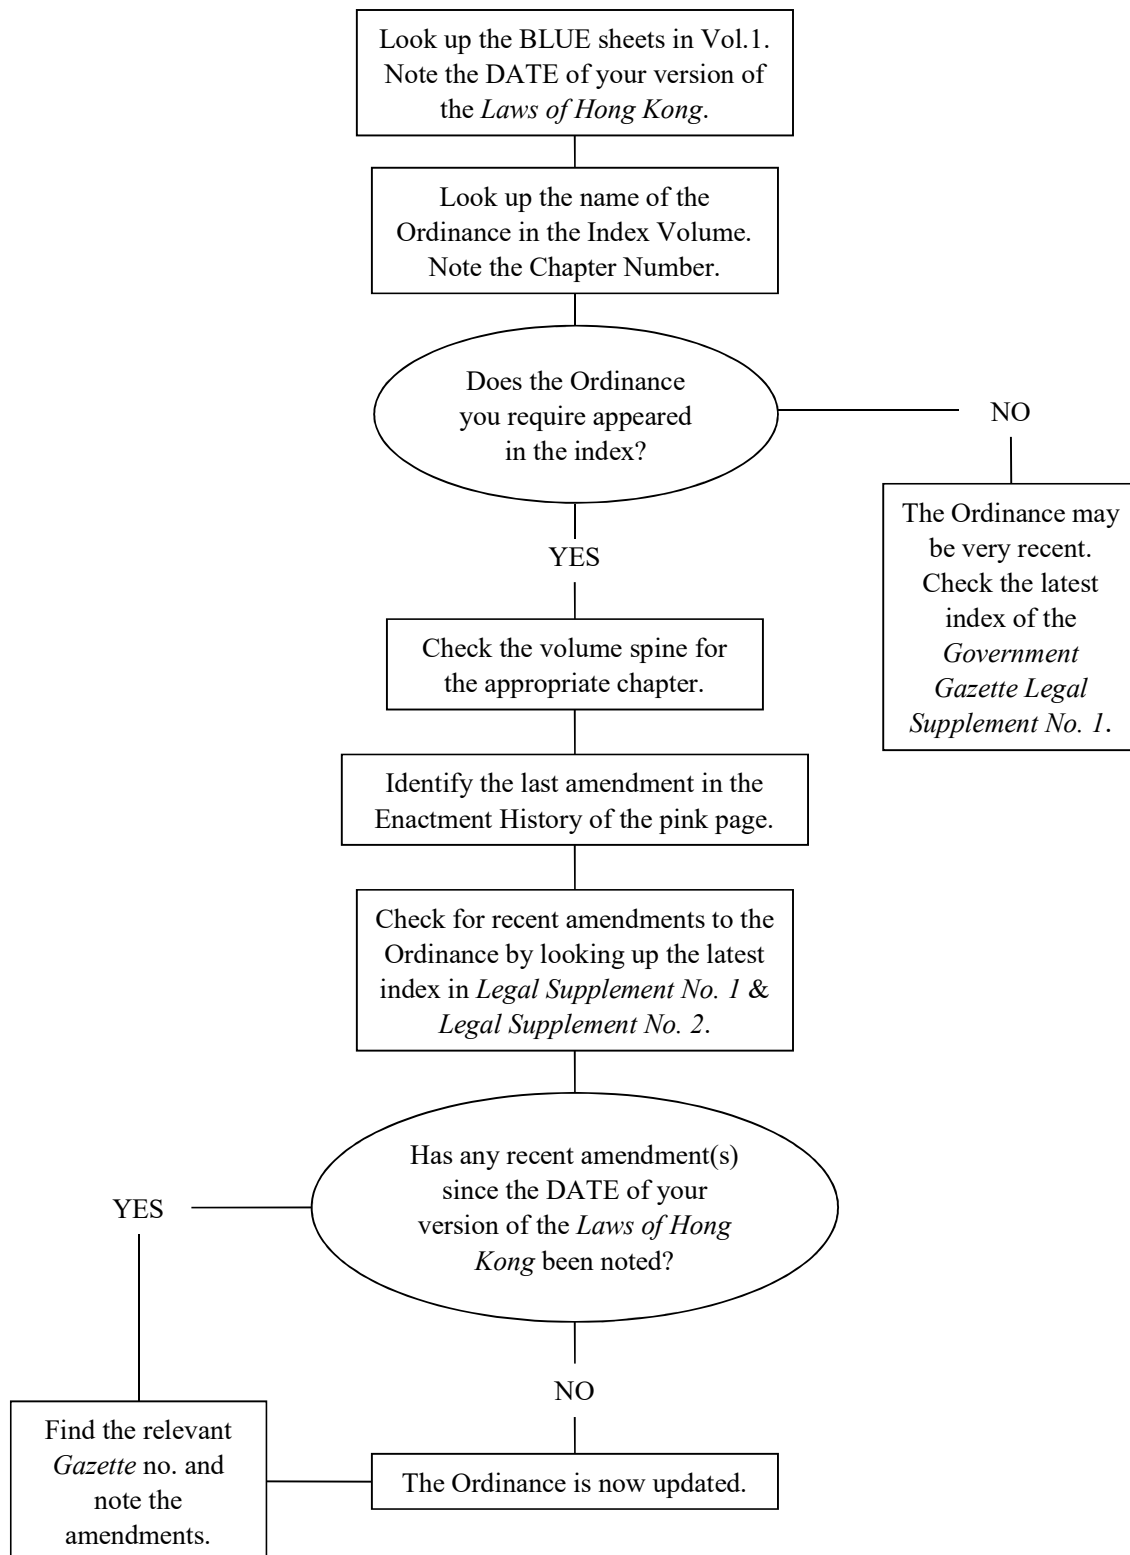 Look up the BLUE sheets in Vol.1.
Note the DATE of your version of
the Laws of Hong Kong.
Look up the name of the
Ordinance in the Index Volume.
Note the Chapter Number.
Does the Ordinance
you require appeared
in the index?
NO
The Ordinance may
be very recent.
Check the latest
index of the
Government
Gazette Legal
Supplement No. 1.
YES
Check the volume spine for
the appropriate chapter.
Identify the last amendment in the
Enactment History of the pink page.
Check for recent amendments to the
Ordinance by looking up the latest
index in Legal Supplement No. 1 &
Legal Supplement No. 2.
Has any recent amendment(s)
since the DATE of your
version of the Laws of Hong
Kong been noted?
YES
Find the relevant
Gazette no. and
note the
amendments.
NO
The Ordinance is now updated.